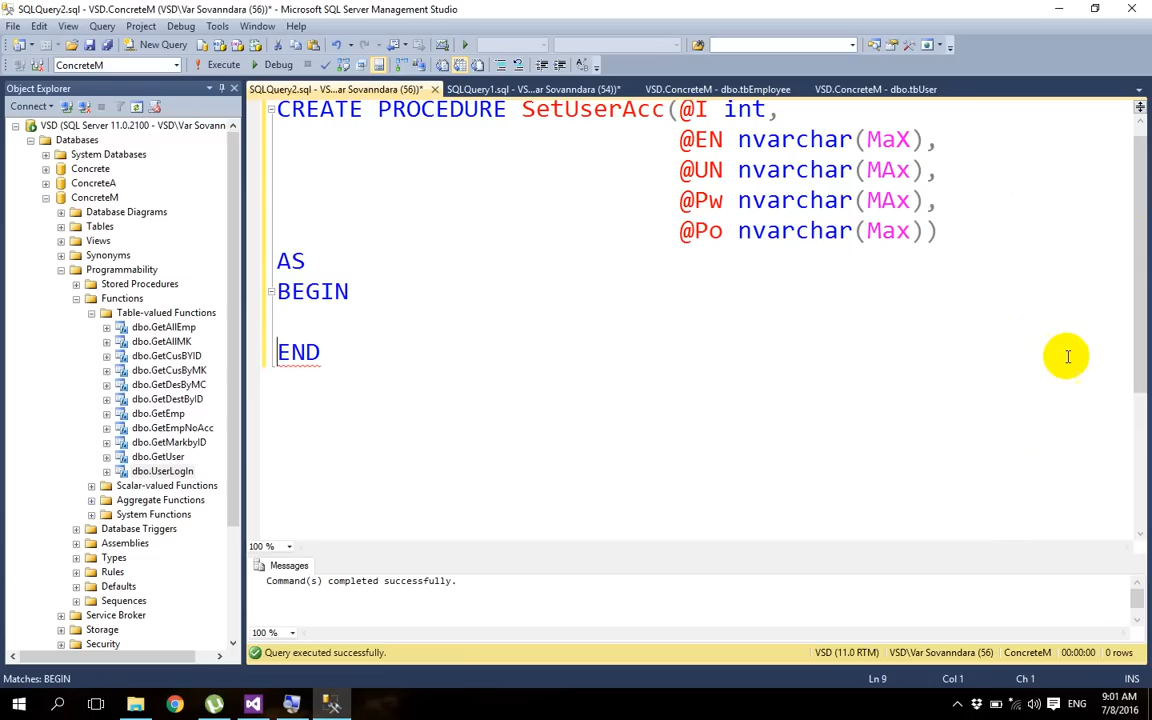 SQLQuery2.sql - VSD.ConcreteM (VSD\Var Sovanndara (56))* - Microsoft SQL Server Management Studio
File Edit View Query Project Debug Tools Window Help
New Query
ConcreteM Execute Debug
Object Explorer
SQLQuery2.sql - VS...ar Sovanndara (56))* SQLQuery1.sql - VS...ar Sovanndara (54))* VSD.ConcreteM - dbo.tbEmployee VSD.ConcreteM - dbo.tbUser
Connect
VSD (SQL Server 11.0.2100 - VSD\Var Sovann
Databases
System Databases
Concrete
ConcreteA
ConcreteM
Database Diagrams
Tables
Views
Synonyms
Programmability
Stored Procedures
Functions
Table-valued Functions
dbo.GetAllEmp
dbo.GetAllMK
dbo.GetCusBYID
dbo.GetCusByMK
dbo.GetDesByMC
dbo.GetDestByID
dbo.GetEmp
dbo.GetEmpNoAcc
dbo.GetMarkbyID
dbo.GetUser
dbo.UserLogIn
Scalar-valued Functions
Aggregate Functions
System Functions
Database Triggers
Assemblies
Types
Rules
Defaults
Sequences
Service Broker
Storage
Security
CREATE PROCEDURE SetUserAcc(@I int,
@EN nvarchar(MaX),
@UN nvarchar(MAx),
@Pw nvarchar(MAx),
@Po nvarchar(Max))
AS
BEGIN
END
100 %
Messages
Command(s) completed successfully.
100 %
Query executed successfully. VSD (11.0 RTM) VSD\Var Sovanndara (56) ConcreteM 00:00:00 0 rows
Matches: BEGIN Ln 9 Col 1 Ch 1 INS
ENG 9:01 AM
7/8/2016